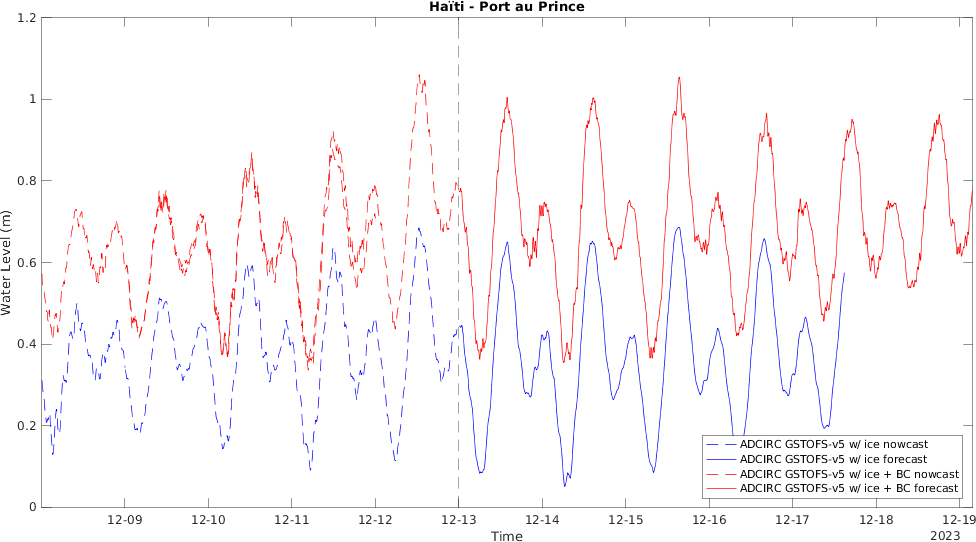 Haïti - Port au Prince
1.2
1
0.8
0.6
0.4
0.2
0
Water Level (m)
12-09 12-10 12-11 12-12 12-13 12-14 12-15 12-16 12-17 12-18 12-19
Time
2023
ADCIRC GSTOFS-v5 w/ ice nowcast
ADCIRC GSTOFS-v5 w/ ice forecast
ADCIRC GSTOFS-v5 w/ ice + BC nowcast
ADCIRC GSTOFS-v5 w/ ice + BC forecast